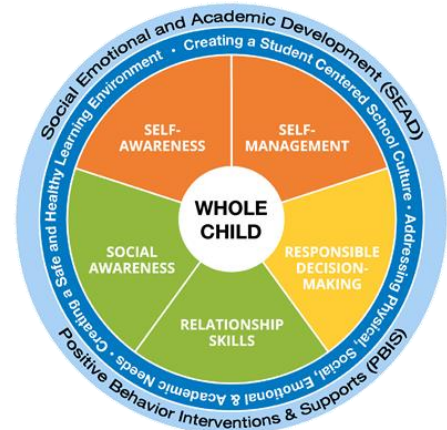 Social Emotional and Academic Development (SEAD)
Creating a Safe and Healthy Learning Environment • Creating a Student Centered School Culture • Addressing Physical, Social, Emotional & Academic Needs •
SELF-
AWARENESS
SELF-
MANAGEMENT
WHOLE
CHILD
SOCIAL
AWARENESS
RESPONSIBLE
DECISION-
MAKING
RELATIONSHIP
SKILLS
Positive Behavior Interventions & Supports (PBIS)